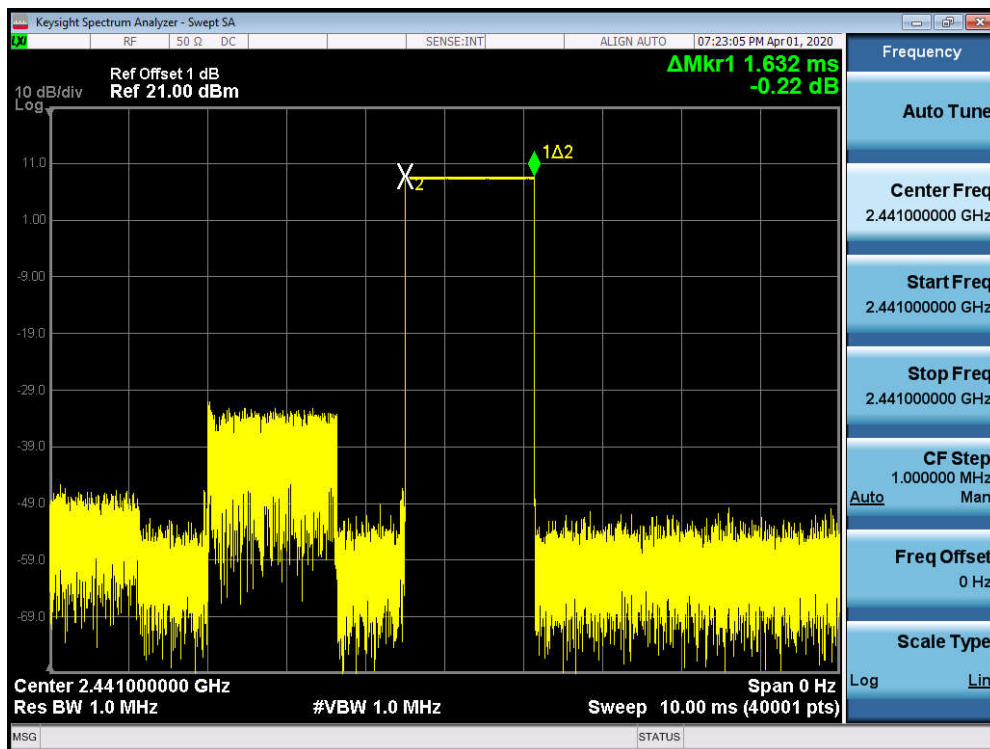 Keysight Spectrum Analyzer - Swept SA
LXI RF 50 Ω DC SENSE:INT ALIGN AUTO 07:23:05 PM Apr 01, 2020
ΔMkr1 1.632 ms
-0.22 dB
Ref Offset 1 dB
10 dB/div Ref 21.00 dBm
Log
11.0
1.00
-9.00
-19.0
-29.0
-39.0
-49.0
-59.0
-69.0
1Δ2
2
Center 2.441000000 GHz Span 0 Hz
Res BW 1.0 MHz #VBW 1.0 MHz Sweep 10.00 ms (40001 pts)
MSG STATUS
Frequency
Auto Tune
Center Freq
2.441000000 GHz
Start Freq
2.441000000 GHz
Stop Freq
2.441000000 GHz
CF Step
1.000000 MHz
Auto Man
Freq Offset
0 Hz
Scale Type
Log Lin